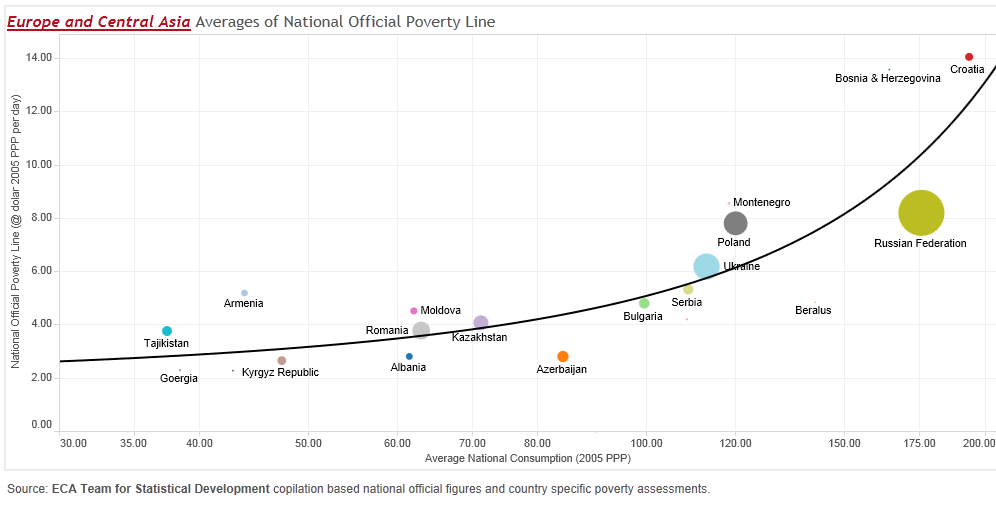 Europe and Central Asia Averages of National Official Poverty Line
National Official Poverty Line (@ dolar 2005 PPP per day)
14.00
12.00
10.00
8.00
6.00
4.00
2.00
0.00
Croatia
Bosnia & Herzegovina
Montenegro
Poland
Russian Federation
Ukraine
Armenia
Serbia
Moldova
Beralus
Bulgaria
Romania
Kazakhstan
Tajikistan
Albania
Azerbaijan
Goergia
Kyrgyz Republic
30.00 35.00 40.00 50.00 60.00 70.00 80.00 100.00 120.00 150.00 175.00 200.00
Average National Consumption (2005 PPP)
Source: ECA Team for Statistical Development copilation based national official figures and country specific poverty assessments.